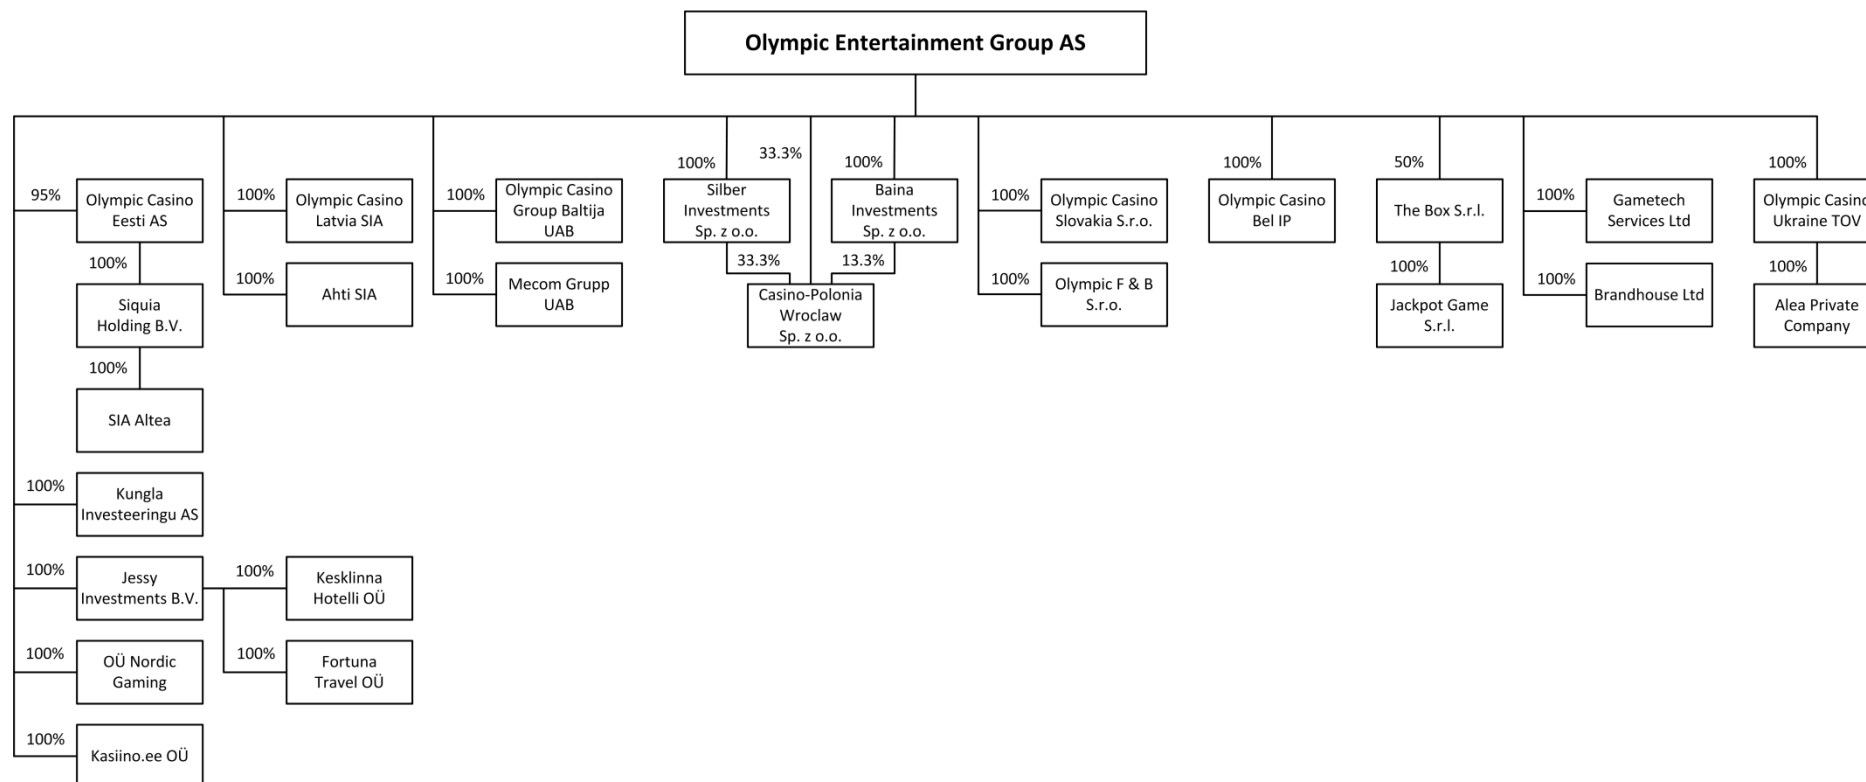 Olympic Entertainment Group AS
95%
Olympic Casino
Eesti AS
100%
Siquia
Holding B.V.
100%
SIA Altea
100%
Kungla
Investeeringu AS
100%
Jessy
Investments B.V.
100%
Kesklinna
Hotelli OÜ
100%
Fortuna
Travel OÜ
100%
OÜ Nordic
Gaming
100%
Kasiino.ee OÜ
100%
Olympic Casino
Latvia SIA
100%
Ahti SIA
100%
Olympic Casino
Group Baltija
UAB
100%
Mecom Grupp
UAB
100%
Silber
Investments
Sp. z o.o.
33.3%
33.3%
100%
Baina
Investments
Sp. z o.o.
13.3%
Casino-Polonia
Wroclaw
Sp. z o.o.
100%
Olympic Casino
Slovakia S.r.o.
100%
Olympic F & B
S.r.o.
100%
Olympic Casino
Bel IP
50%
The Box S.r.l.
100%
Jackpot Game
S.r.l.
100%
Gametech
Services Ltd
100%
Brandhouse Ltd
100%
Olympic Casino
Ukraine TOV
100%
Alea Private
Company